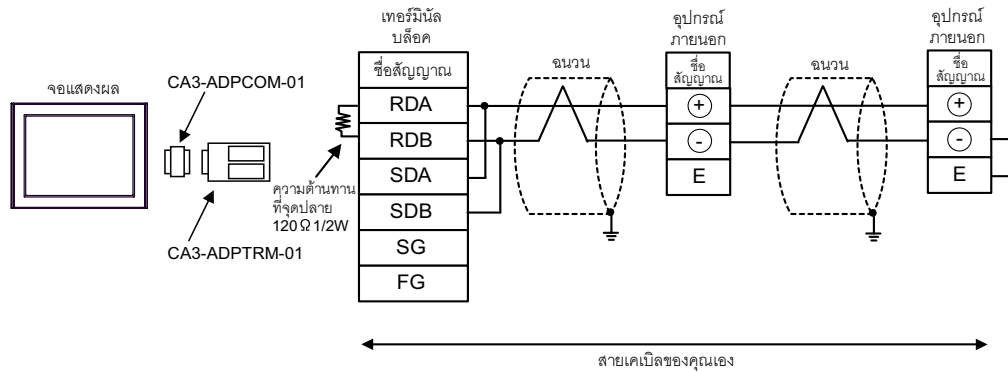 จอแสดงผล
CA3-ADPCOM-01
CA3-ADPTRM-01
เทอร์มินัล
บล็อค
ชื่อสัญญาณ
RDA
RDB
SDA
SDB
SG
FG
ความต้านทาน
ที่จุดปลาย
120Ω 1/2W
ฉนวน
อุปกรณ์
ภายนอก
ชื่อ
สัญญาณ
+
-
E
ฉนวน
อุปกรณ์
ภายนอก
ชื่อ
สัญญาณ
+
-
E
สายเคเบิลของคุณเอง